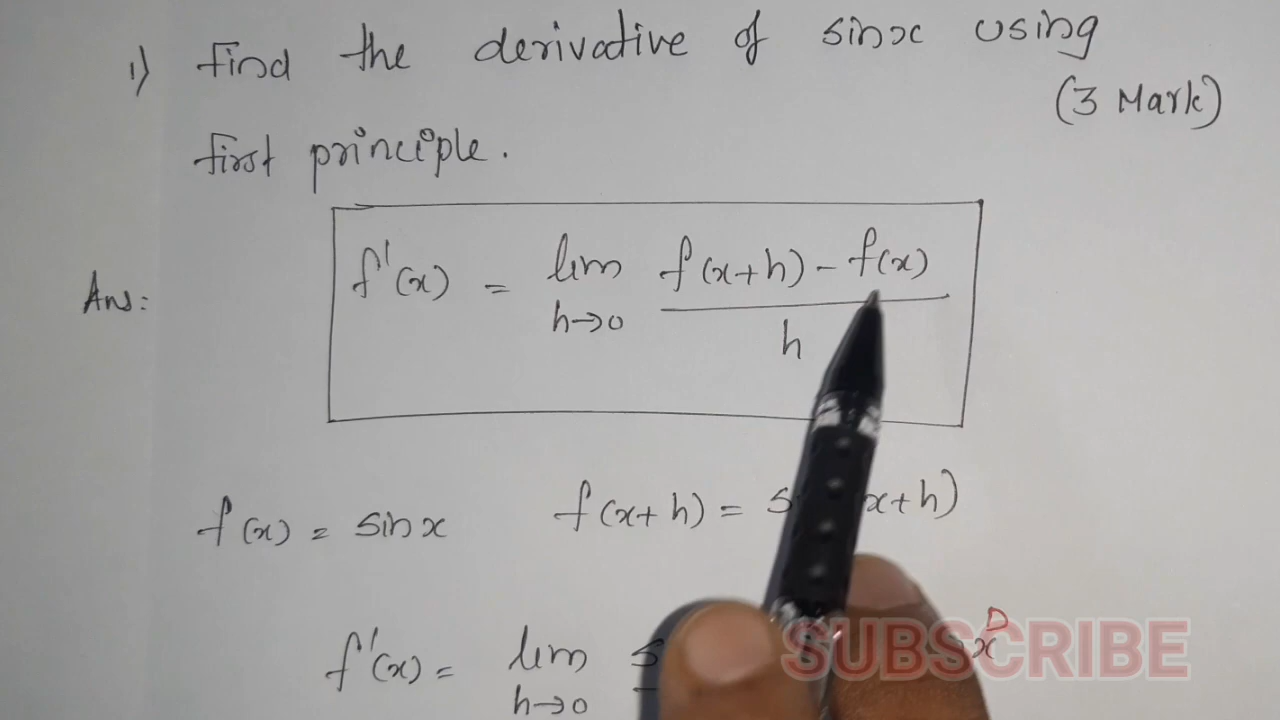 1) Find the derivative of sinx using
(3 Mark)
first principle.
Ans: f'(x) = lim h→0 f(x+h) - f(x) / h
f(x) = sinx f(x+h) = x+h)
f'(x) = lim h→0
SUBSCRIBE